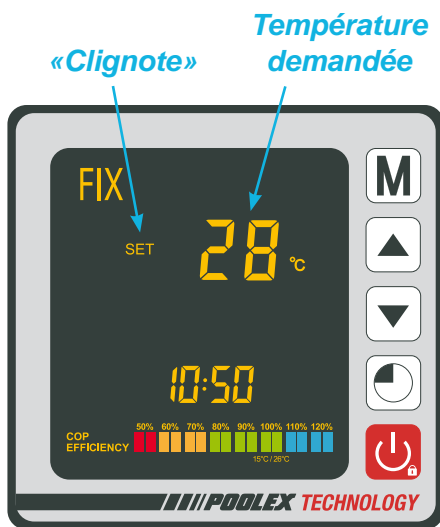 Température
demandée
«Clignote»
FIX
M
SET
28 °C
10:50
50% 60% 70% 80% 90% 100% 110% 120%
COP
EFFICIENCY
15°C / 26°C
POOLEX TECHNOLOGY